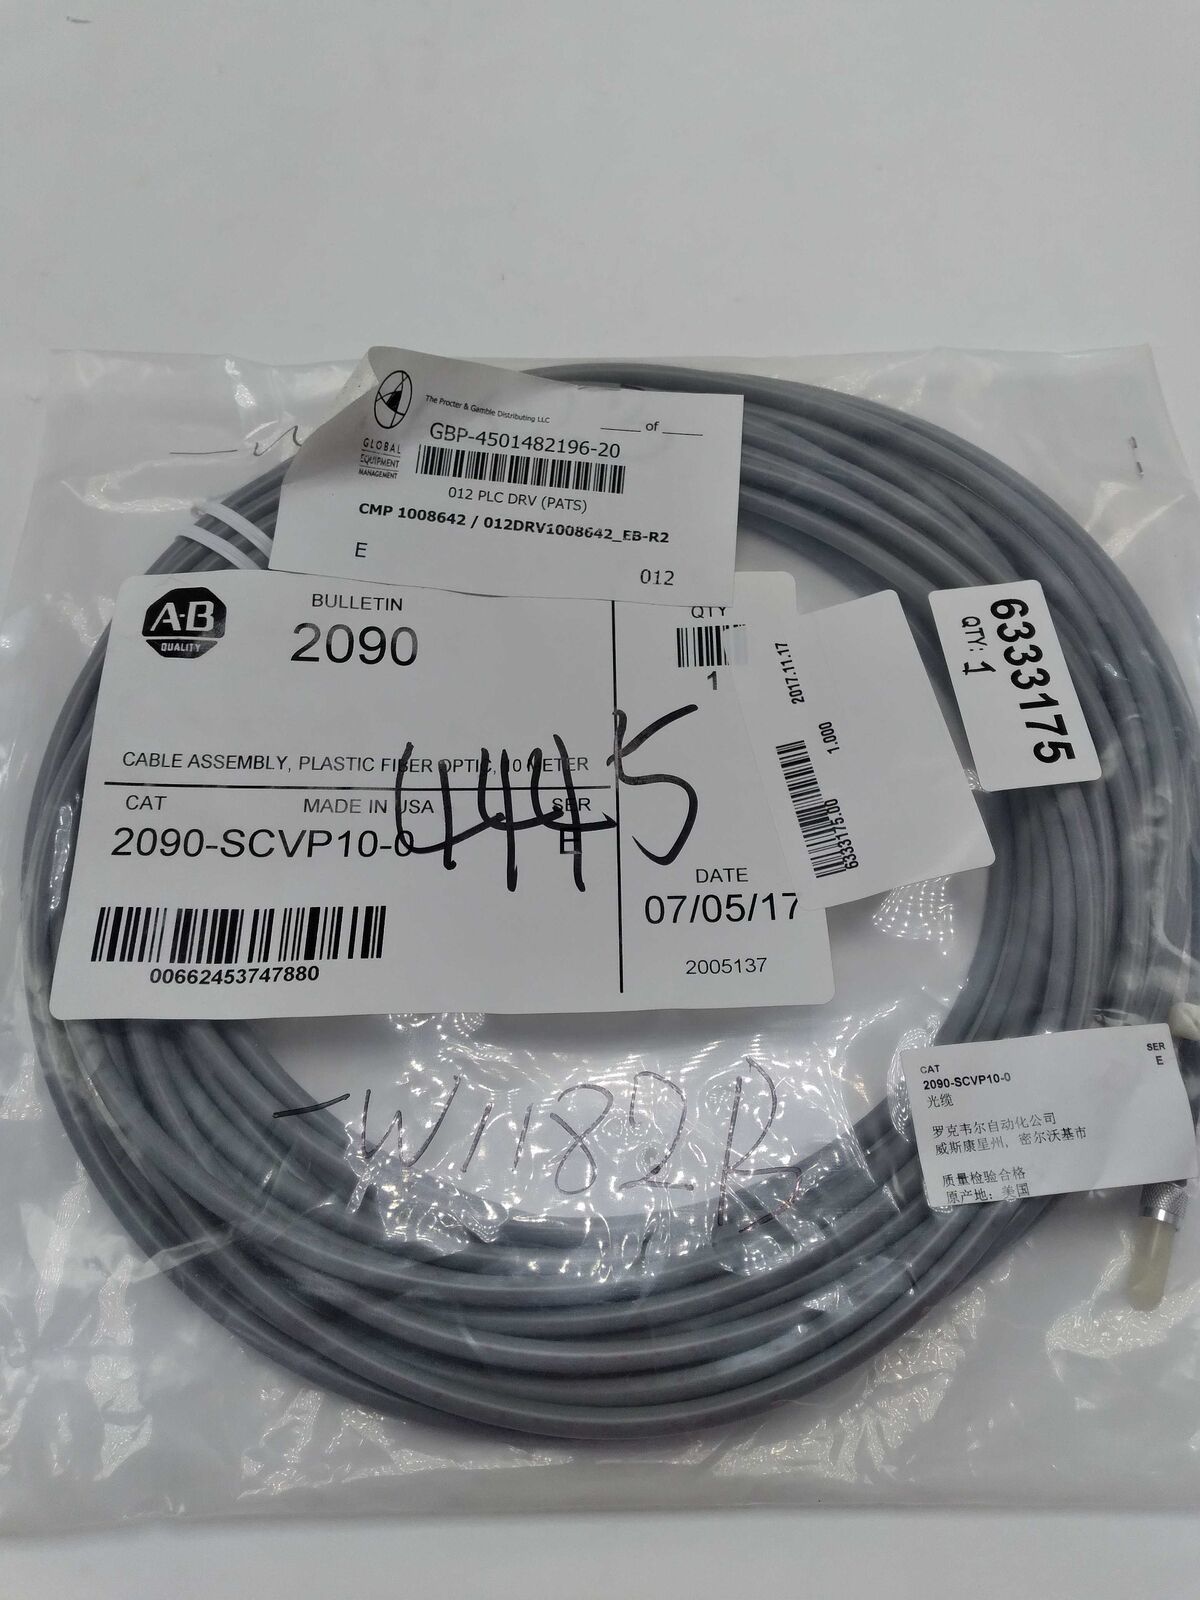 The Procter & Gamble Distributing LLC
____ of ____
GLOBAL
EQUIPMENT
MANAGEMENT
GBP-4501482196-20
012 PLC DRV (PATS)
CMP 1008642 / 012DRV1008642_EB-R2
E
012
A-B
QUALITY
BULLETIN
2090
QTY
1
CABLE ASSEMBLY, PLASTIC FIBER OPTIC, 10 METER
CAT
MADE IN USA
SER
2090-SCVP10-0
E
00662453747880
DATE
07/05/17
2005137
2017.11.17
1.000
6333175.00
6333175
QTY: 1
-W1182R
CAT
SER
2090-SCVP10-0
E
光缆
罗克韦尔自动化公司
威斯康星州，密尔沃基市
质量检验合格
原产地：美国